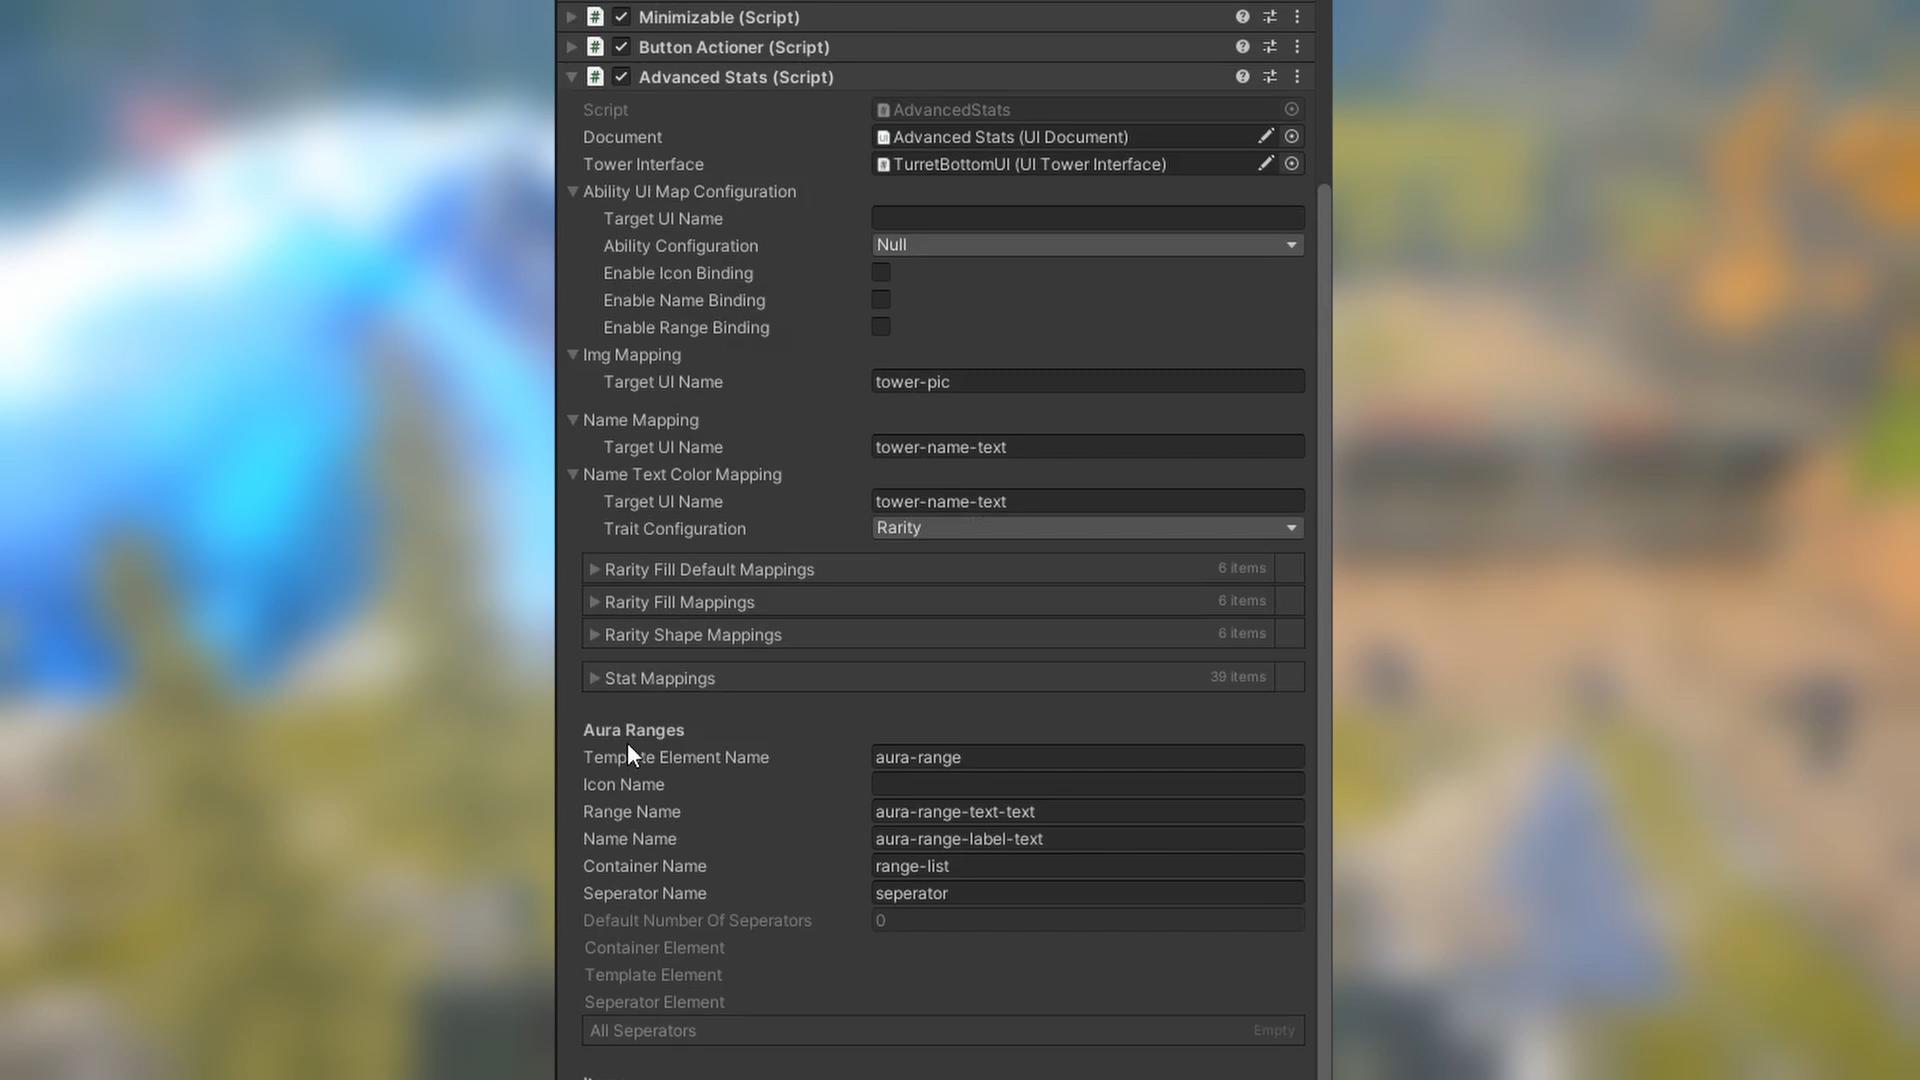 Minimizable (Script)
Button Actioner (Script)
Advanced Stats (Script)
Script AdvancedStats
Document Advanced Stats (UI Document)
Tower Interface TurretBottomUI (UI Tower Interface)
Ability UI Map Configuration
Target UI Name
Ability Configuration Null
Enable Icon Binding
Enable Name Binding
Enable Range Binding
Img Mapping
Target UI Name tower-pic
Name Mapping
Target UI Name tower-name-text
Name Text Color Mapping
Target UI Name tower-name-text
Trait Configuration Rarity
Rarity Fill Default Mappings 6 items
Rarity Fill Mappings 6 items
Rarity Shape Mappings 6 items
Stat Mappings 39 items
Aura Ranges
Template Element Name aura-range
Icon Name
Range Name aura-range-text-text
Name Name aura-range-label-text
Container Name range-list
Seperator Name seperator
Default Number Of Seperators 0
Container Element
Template Element
Seperator Element
All Seperators Empty